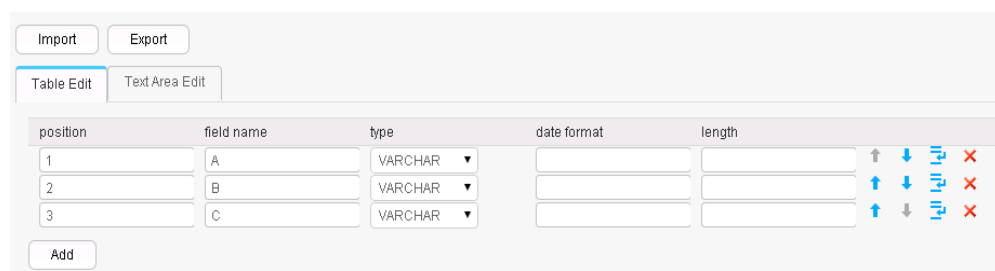 Import Export
Table Edit Text Area Edit
position field name type date format length
1 A VARCHAR
2 B VARCHAR
3 C VARCHAR
Add